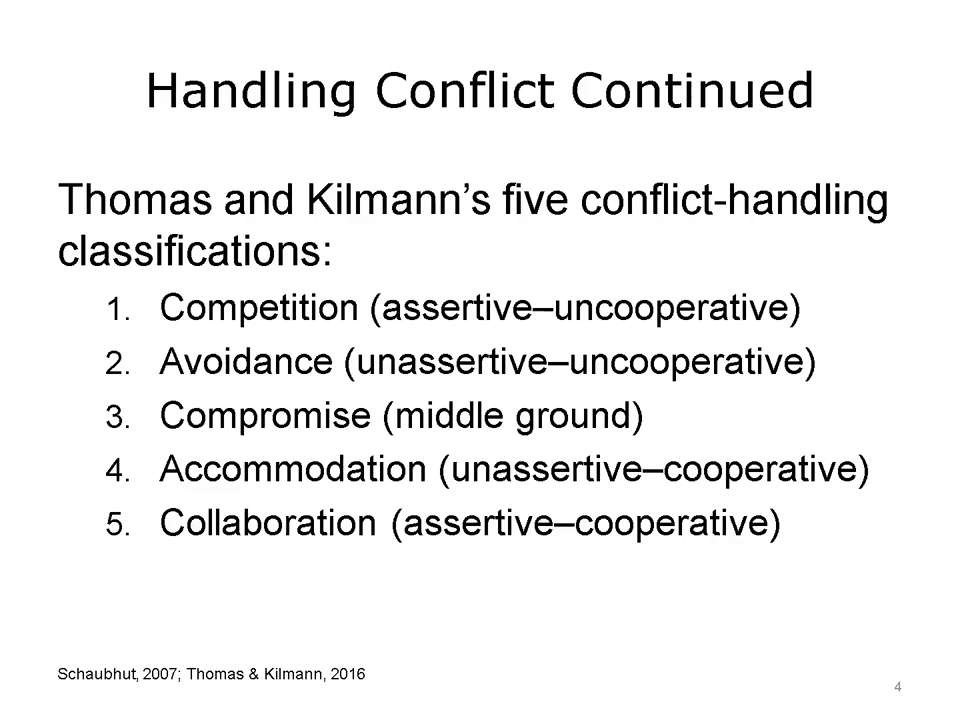 Handling Conflict Continued
Thomas and Kilmann’s five conflict-handling
classifications:
1. Competition (assertive–uncooperative)
2. Avoidance (unassertive–uncooperative)
3. Compromise (middle ground)
4. Accommodation (unassertive–cooperative)
5. Collaboration (assertive–cooperative)
Schaubhut, 2007; Thomas & Kilmann, 2016
4